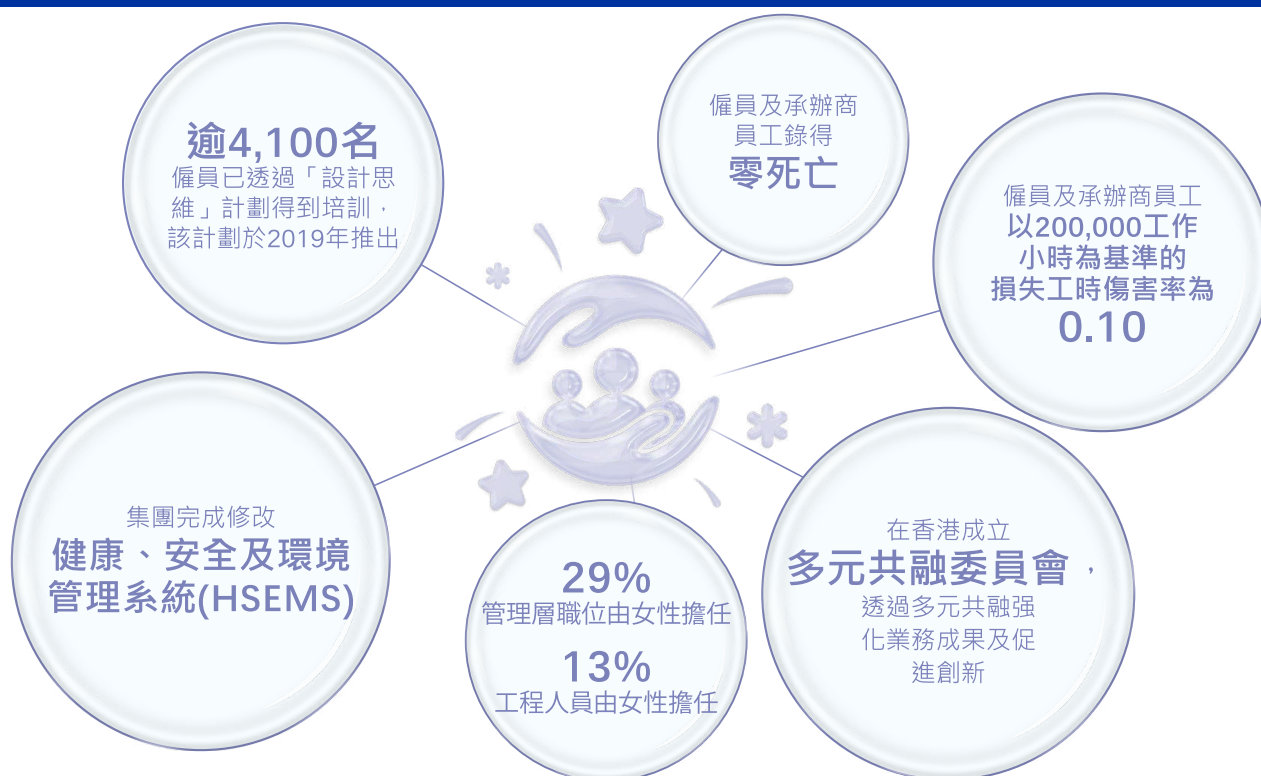 逾4,100名
僱員已透過「設計思
維」計劃得到培訓，
該計劃於2019年推出
僱員及承辦商
員工錄得
零死亡
僱員及承辦商員工
以200,000工作
小時為基準的
損失工時傷害率為
0.10
集團完成修改
健康、安全及環境
管理系統(HSEMS)
29%
管理層職位由女性擔任
13%
工程人員由女性擔任
在香港成立
多元共融委員會，
透過多元共融强
化業務成果及促
進創新